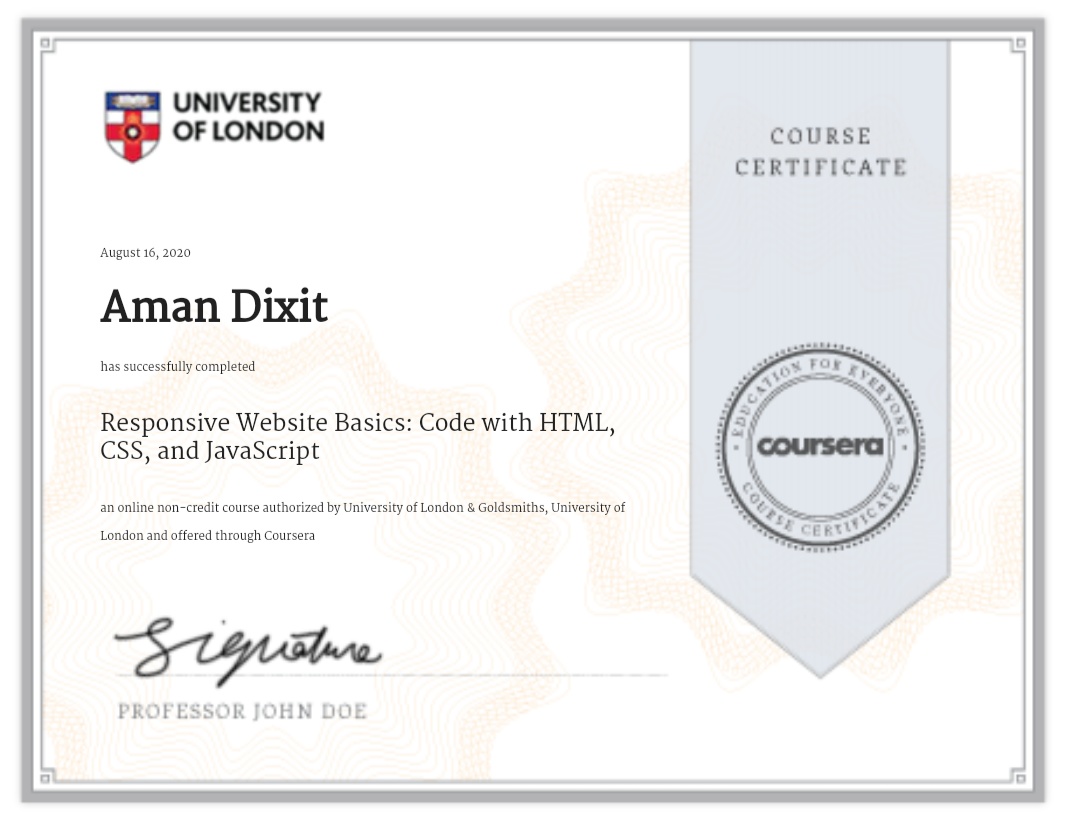 UNIVERSITY
OF LONDON
COURSE
CERTIFICATE
August 16, 2020
Aman Dixit
has successfully completed
Responsive Website Basics: Code with HTML,
CSS, and JavaScript
an online non-credit course authorized by University of London & Goldsmiths, University of
London and offered through Coursera
EDUCATION FOR EVERYONE
coursera
COURSE CERTIFICATE
Signature
PROFESSOR JOHN DOE